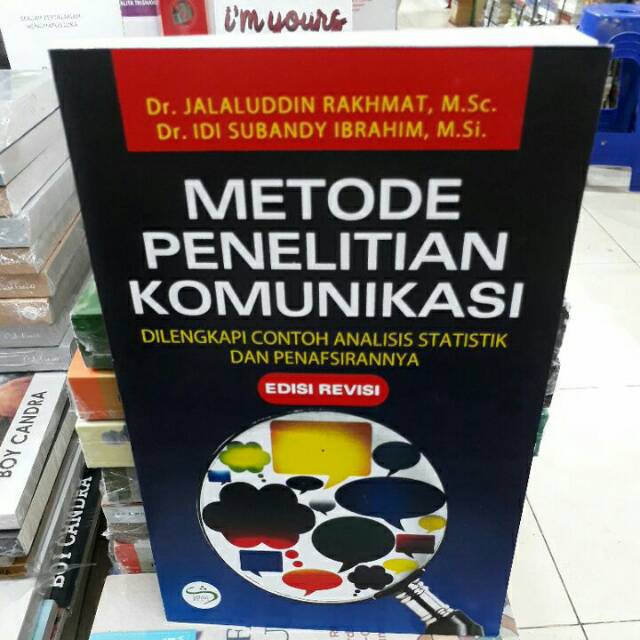 i'm yours
Dr. JALALUDDIN RAKHMAT, M.Sc.
Dr. IDI SUBANDY IBRAHIM, M.Si.
METODE
PENELITIAN
KOMUNIKASI
DILENGKAPI CONTOH ANALISIS STATISTIK
DAN PENAFSIRANNYA
EDISI REVISI
BOY CANDRA
BOY CANDRA